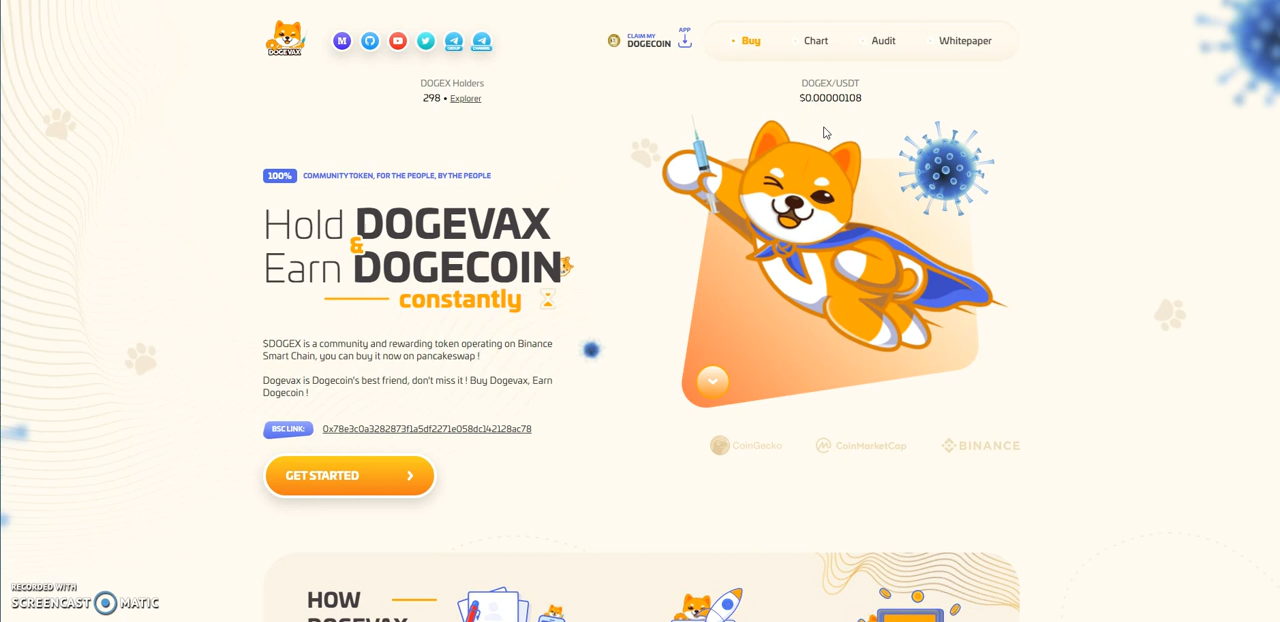 DOGEVAX
M
GROUP
CHANNEL
CLAIM MY
DOGECOIN
APP
Buy
Chart
Audit
Whitepaper
DOGEX Holders
298 • Explorer
DOGEX/USDT
$0.00000108
100%
COMMUNITY TOKEN, FOR THE PEOPLE, BY THE PEOPLE
Hold DOGEVAX
&
Earn DOGECOIN
constantly
SDOGEX is a community and rewarding token operating on Binance
Smart Chain, you can buy it now on pancakeswap !
Dogevax is Dogecoin's best friend, don't miss it ! Buy Dogevax, Earn
Dogecoin !
BSC LINK:
0x78e3c0a3282873f1a5df2271e058dc142128ac78
CoinGecko
CoinMarketCap
BINANCE
GET STARTED
RECORDED WITH
SCREENCAST MATIC
HOW
DOGEVAX